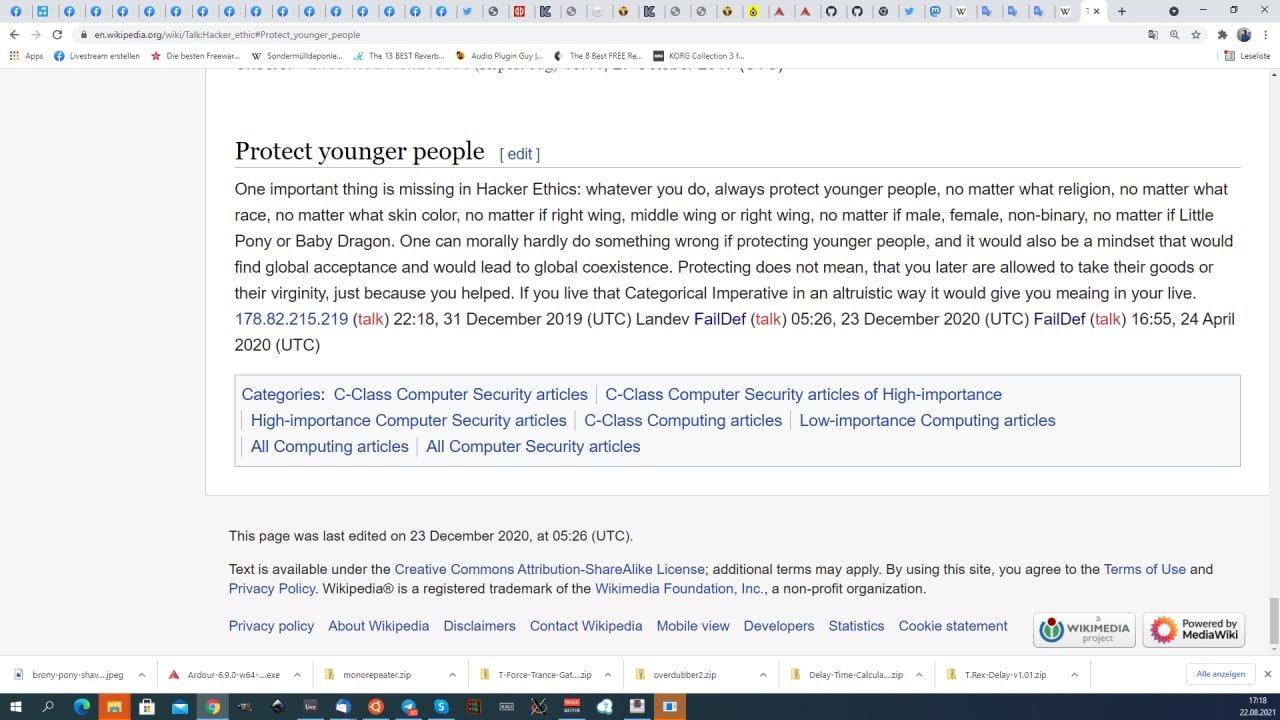 T
en.wikipedia.org/wiki/Talk:Hacker_ethic#Protect_younger_people
Apps Livestream erstellen Die besten Freewar... Sondermülldeponie... The 13 BEST Reverb... Audio Plugin Guy |... The 8 Best FREE Re... KORG Collection 3 f... Leseliste
Protect younger people [ edit ]
One important thing is missing in Hacker Ethics: whatever you do, always protect younger people, no matter what religion, no matter what
race, no matter what skin color, no matter if right wing, middle wing or right wing, no matter if male, female, non-binary, no matter if Little
Pony or Baby Dragon. One can morally hardly do something wrong if protecting younger people, and it would also be a mindset that would
find global acceptance and would lead to global coexistence. Protecting does not mean, that you later are allowed to take their goods or
their virginity, just because you helped. If you live that Categorical Imperative in an altruistic way it would give you meaing in your live.
178.82.215.219 (talk) 22:18, 31 December 2019 (UTC) Landev FailDef (talk) 05:26, 23 December 2020 (UTC) FailDef (talk) 16:55, 24 April
2020 (UTC)
Categories: C-Class Computer Security articles C-Class Computer Security articles of High-importance
High-importance Computer Security articles C-Class Computing articles Low-importance Computing articles
All Computing articles All Computer Security articles
This page was last edited on 23 December 2020, at 05:26 (UTC).
Text is available under the Creative Commons Attribution-ShareAlike License; additional terms may apply. By using this site, you agree to the Terms of Use and
Privacy Policy. Wikipedia® is a registered trademark of the Wikimedia Foundation, Inc., a non-profit organization.
Privacy policy About Wikipedia Disclaimers Contact Wikipedia Mobile view Developers Statistics Cookie statement
a WIKIMEDIA project
Powered by MediaWiki
brony-pony-shav....jpeg Ardour-6.9.0-w64-....exe monorepeater.zip T-Force-Trance-Gat....zip overdubber2.zip Delay-Time-Calcula....zip T.Rex-Delay-v1.01.zip Alle anzeigen
Live KAU
17:18
22.08.2021